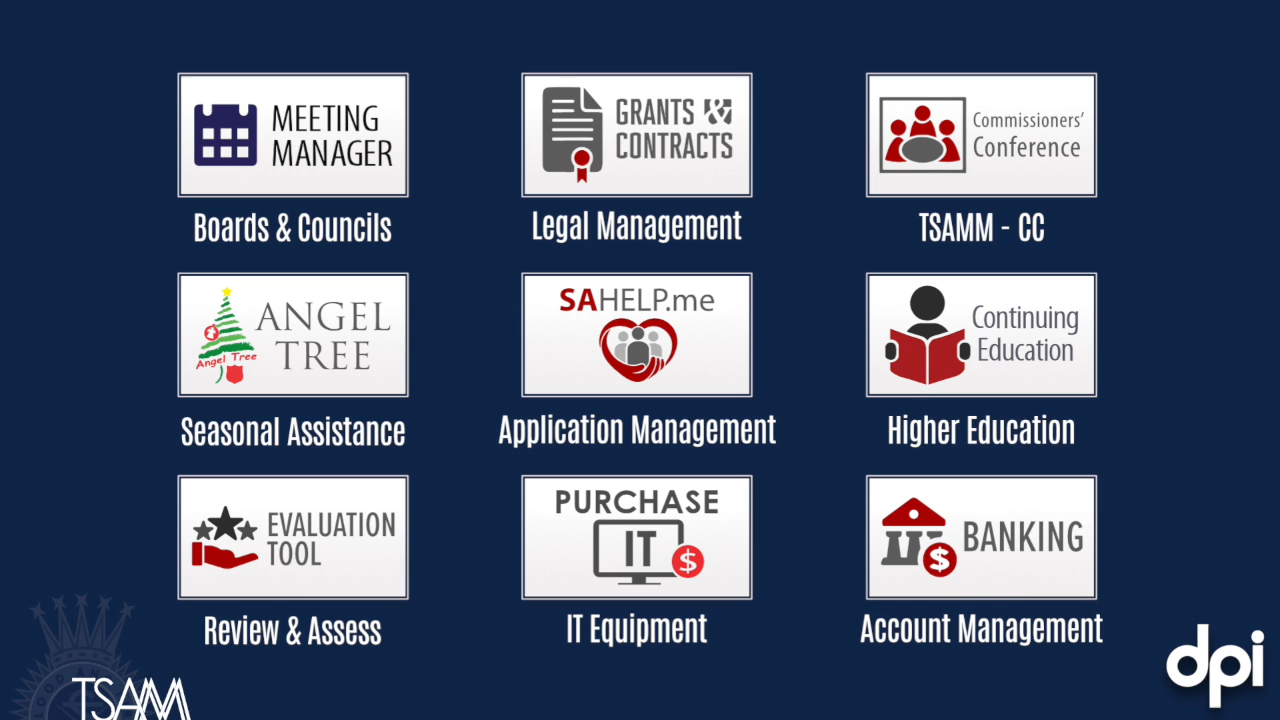 MEETING
MANAGER
Boards & Councils
GRANTS &
CONTRACTS
Legal Management
Commissioners'
Conference
TSAMM - CC
Angel Tree
ANGEL
TREE
Seasonal Assistance
SAHELP.me
Application Management
Continuing
Education
Higher Education
EVALUATION
TOOL
Review & Assess
PURCHASE
IT
$
IT Equipment
$
BANKING
Account Management
TSAMM
dpi